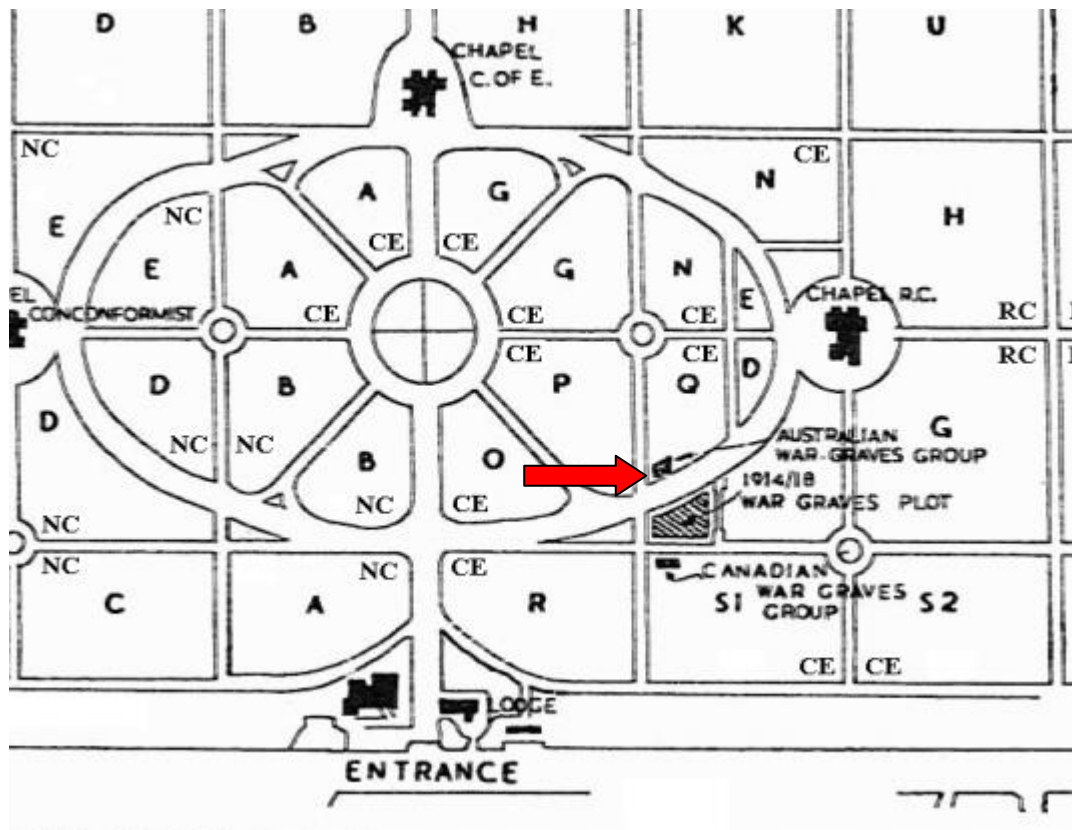 D B H K U
CHAPEL
C. OF E.
NC CE
A G N
NC H
E CE CE
E A G N
E
CHAPEL R.C.
CONCONFORMIST CE CE CE RC
CE CE RC
D B P Q D
D G
NC NC B O AUSTRALIAN
WAR GRAVES GROUP
1914/18
NC CE WAR GRAVES PLOT
NC
NC NC CE CANADIAN
C A R S1 WAR GRAVES S2
GROUP
CE CE
LODGE
ENTRANCE